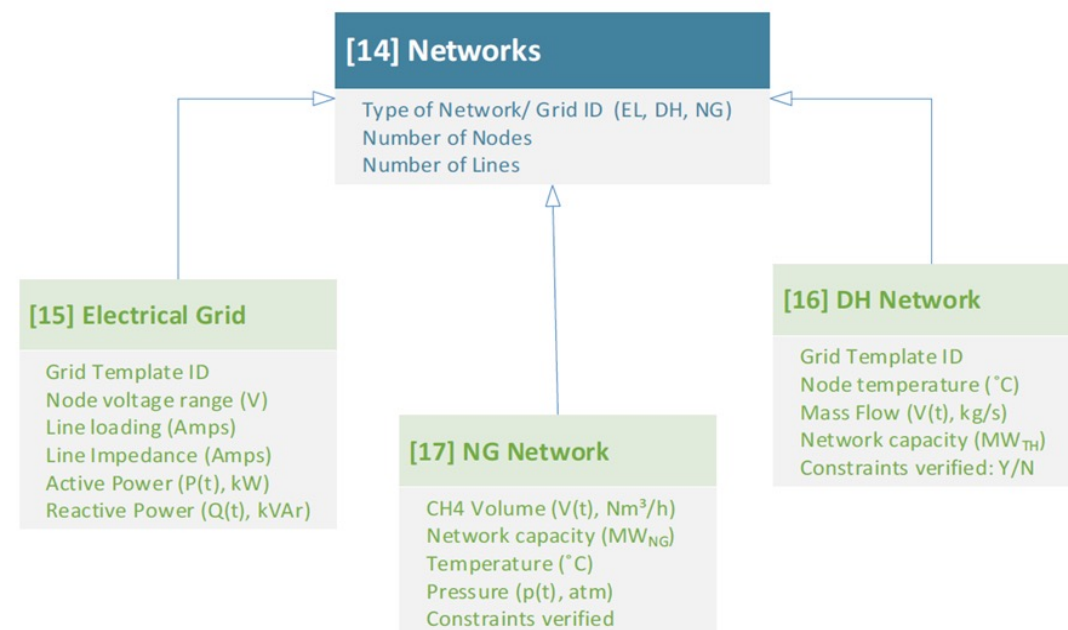 [14] Networks
Type of Network/ Grid ID (EL, DH, NG)
Number of Nodes
Number of Lines
[15] Electrical Grid
Grid Template ID
Node voltage range (V)
Line loading (Amps)
Line Impedance (Amps)
Active Power (P(t), kW)
Reactive Power (Q(t), kVAr)
[17] NG Network
CH4 Volume (V(t), Nm³/h)
Network capacity (MW_NG)
Temperature (˚C)
Pressure (p(t), atm)
Constraints verified
[16] DH Network
Grid Template ID
Node temperature (˚C)
Mass Flow (V(t), kg/s)
Network capacity (MW_TH)
Constraints verified: Y/N